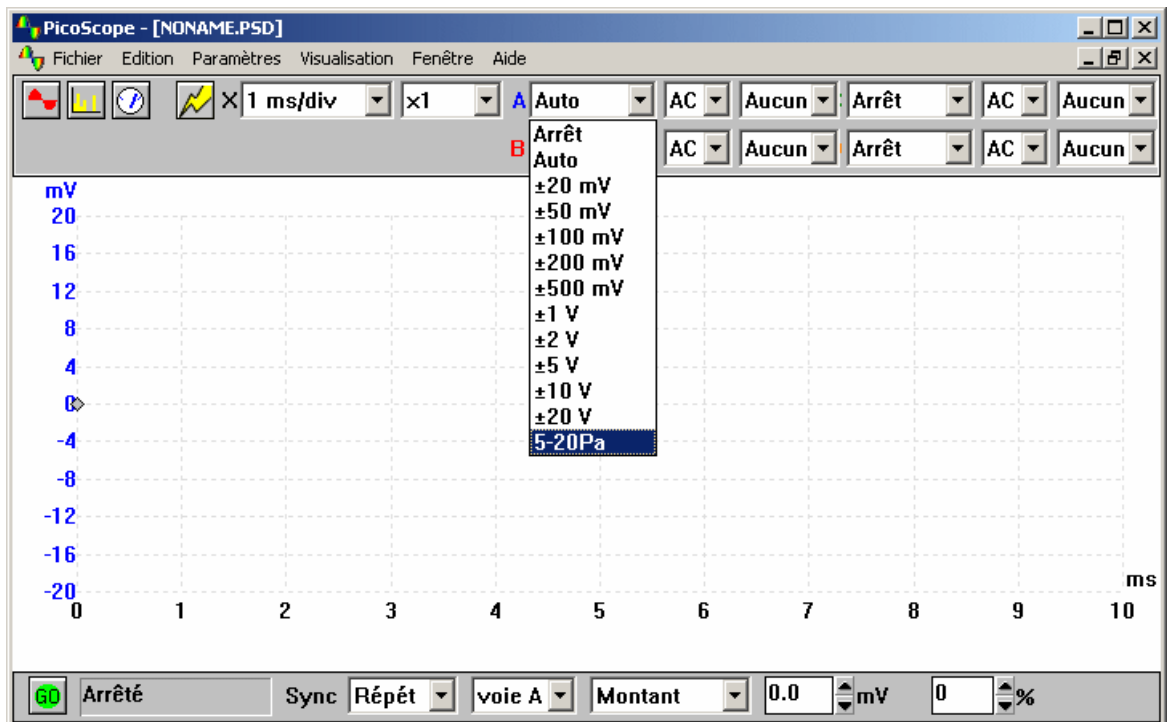 PicoScope - [NONAME.PSD]
Fichier Edition Paramètres Visualisation Fenêtre Aide
X 1 ms/div x1 A Auto AC Aucun Arrêt AC Aucun
B AC Aucun Arrêt AC Aucun
Arrêt
Auto
±20 mV
±50 mV
±100 mV
±200 mV
±500 mV
±1 V
±2 V
±5 V
±10 V
±20 V
5-20Pa
mV
20
16
12
8
4
0
-4
-8
-12
-16
-20
ms
0 1 2 3 4 5 6 7 8 9 10
GO Arrêté Sync Répét voie A Montant 0.0 mV 0 %